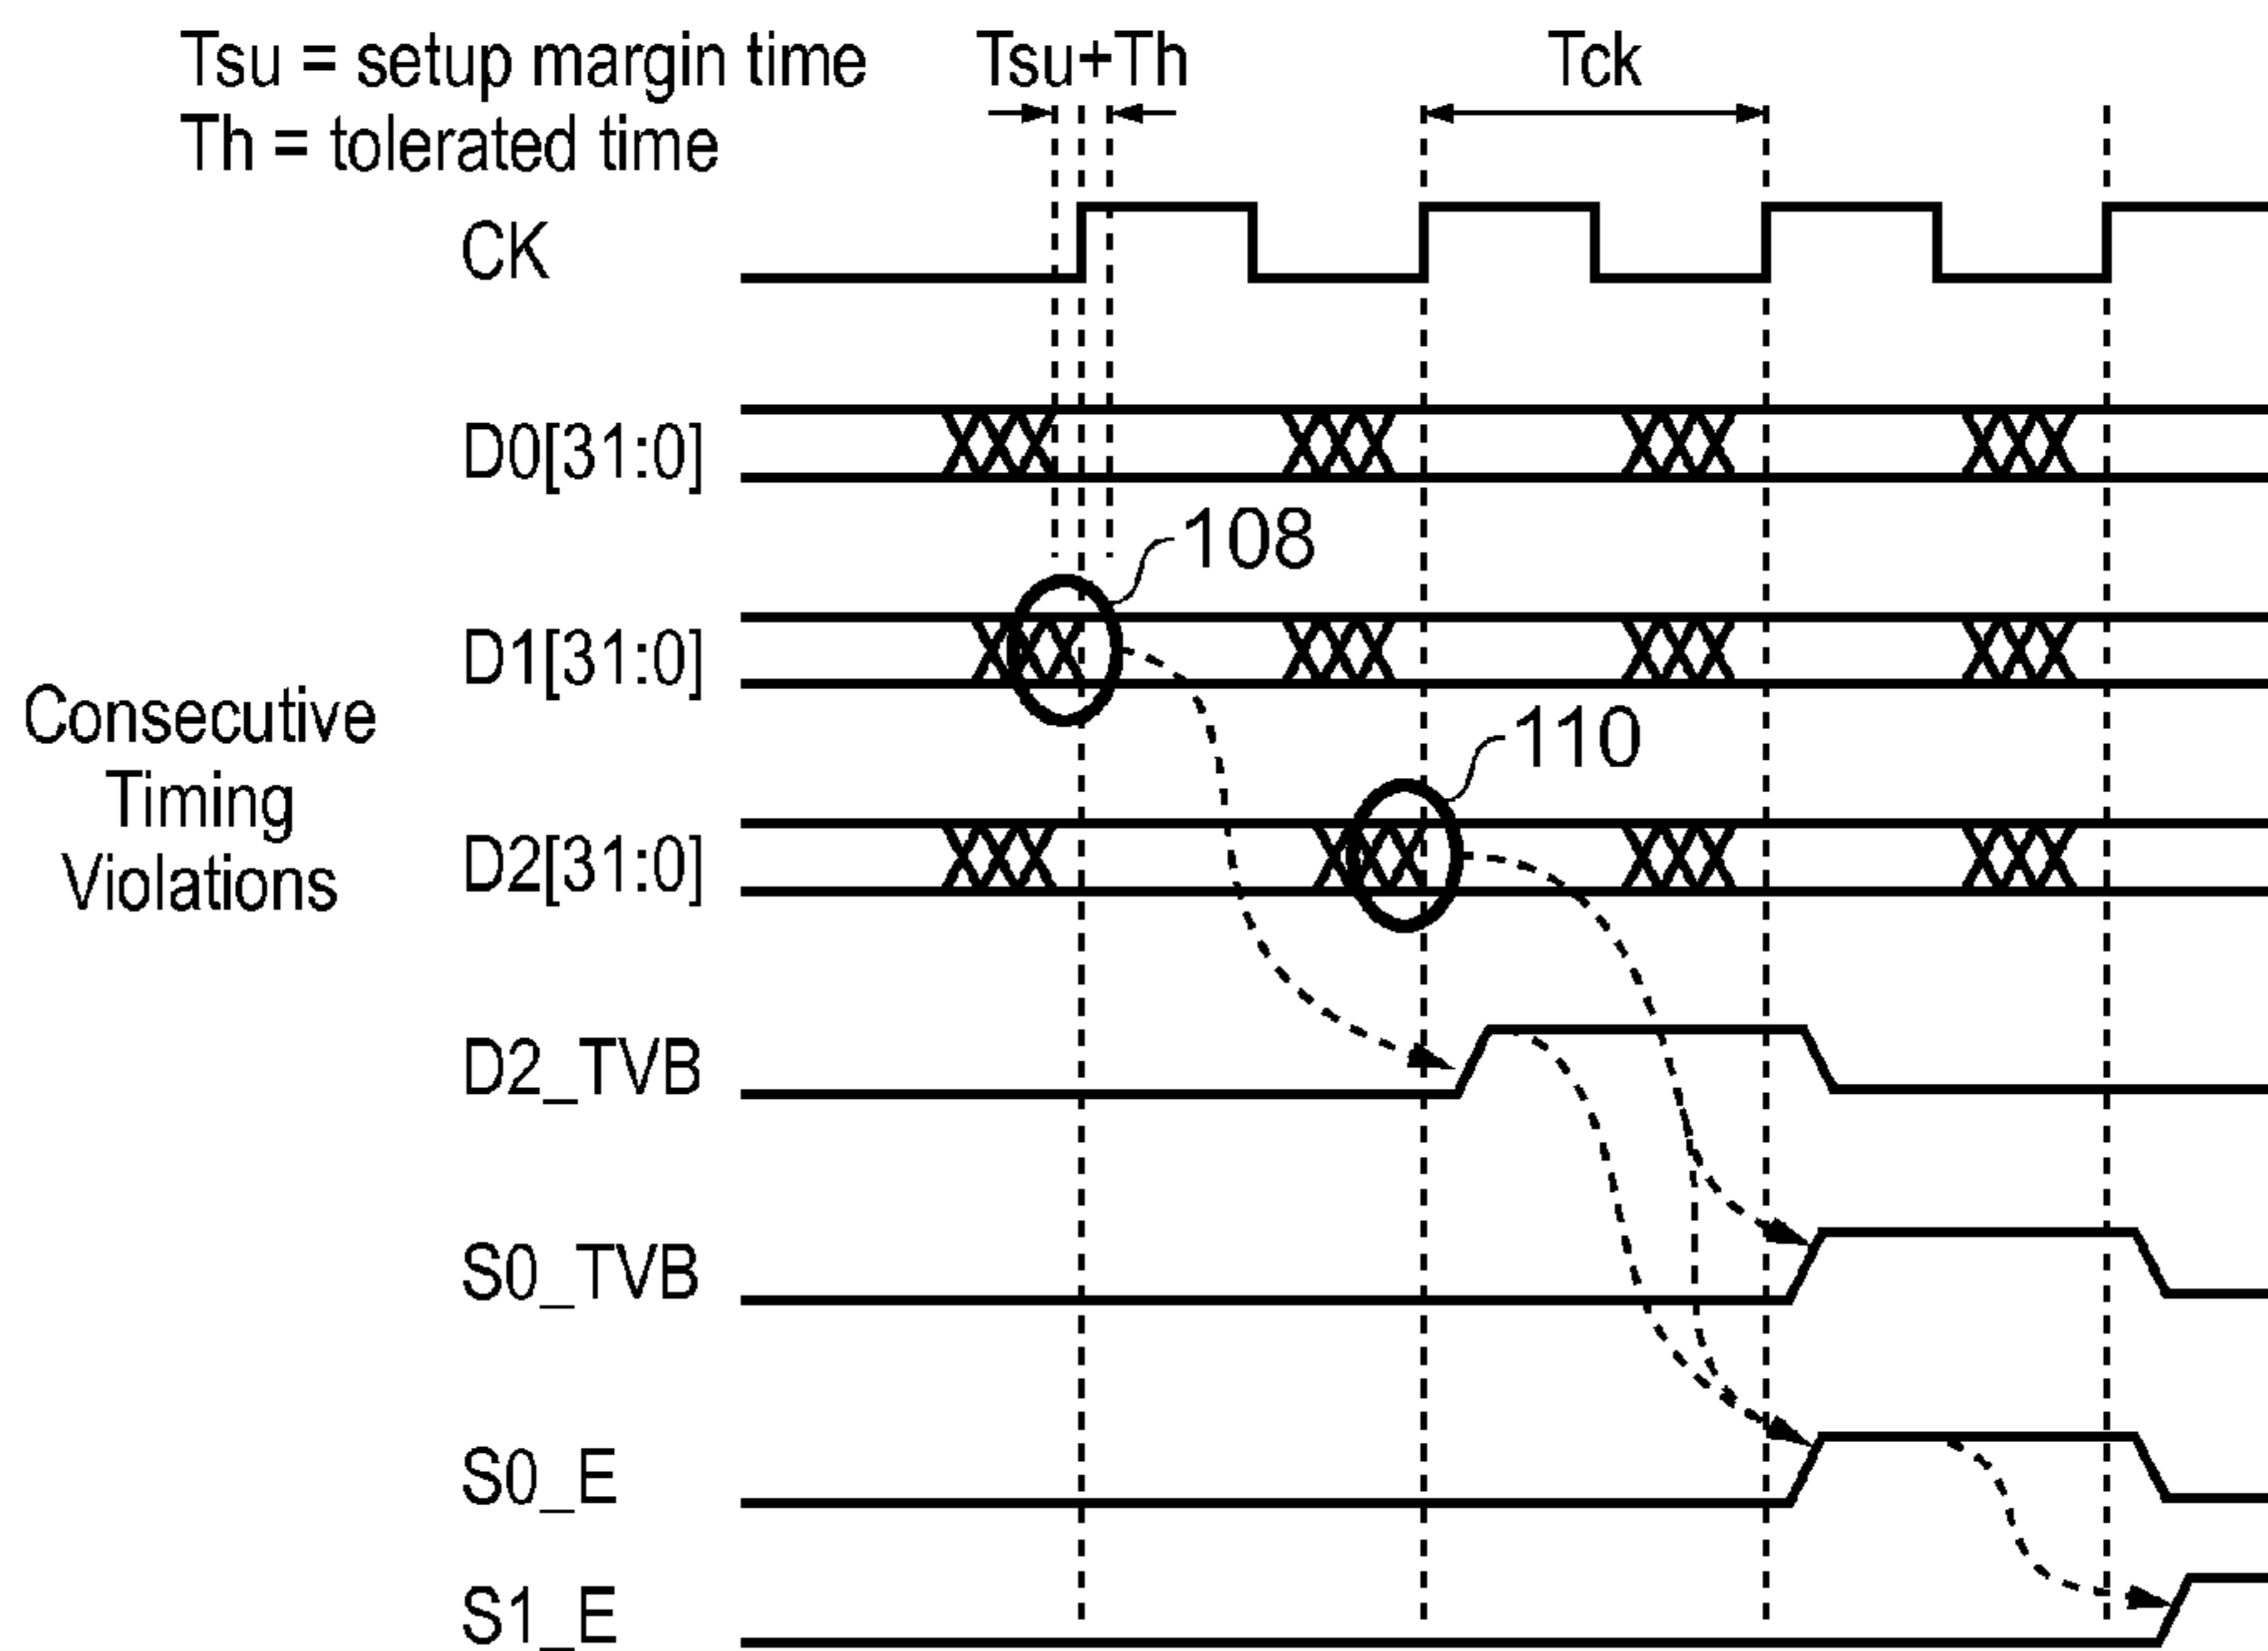 Tsu = setup margin time
Th = tolerated time
Tsu+Th
Tck
CK
D0[31:0]
108
D1[31:0]
Consecutive
Timing
Violations
110
D2[31:0]
D2_TVB
S0_TVB
S0_E
S1_E